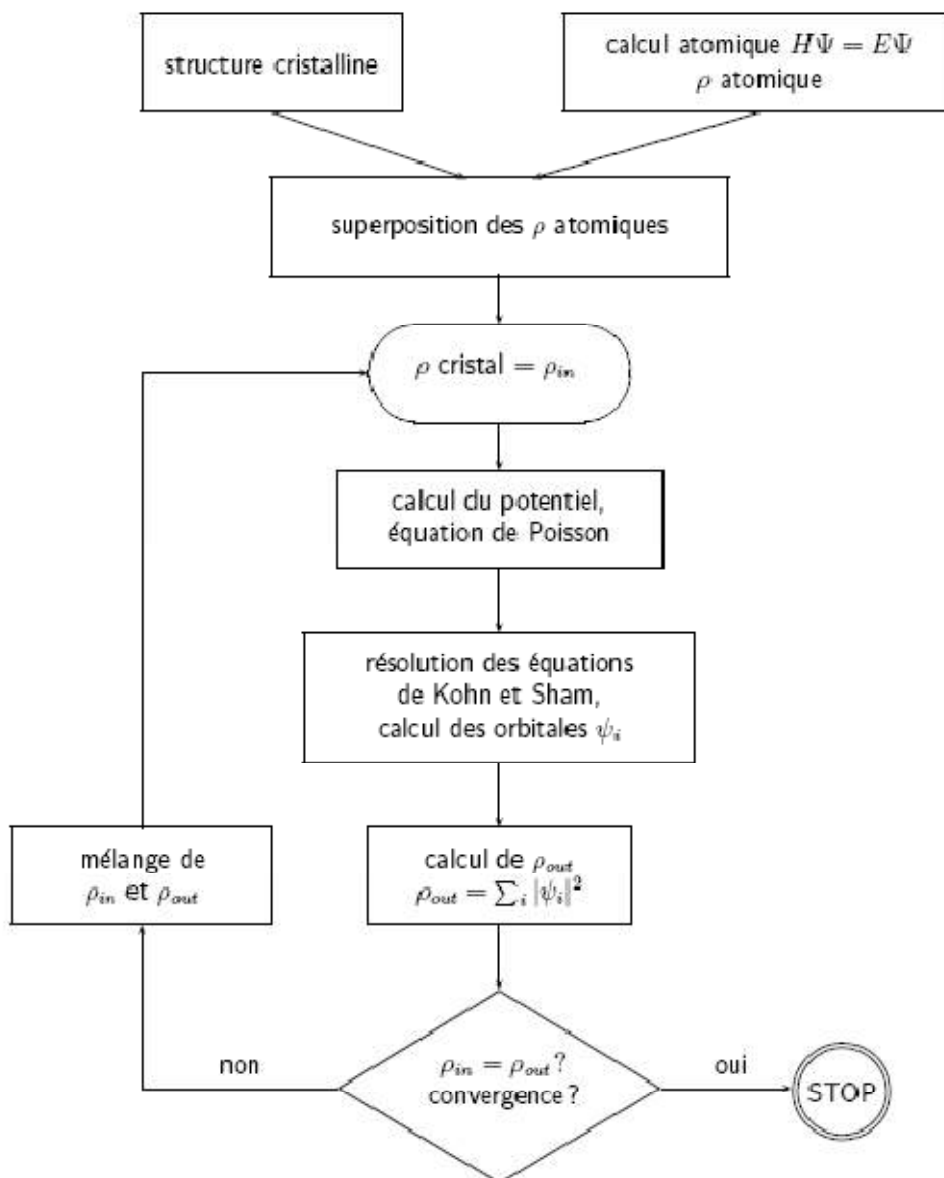 structure cristalline
calcul atomique HΨ = EΨ
ρ atomique
superposition des ρ atomiques
ρ cristal = ρ_in
calcul du potentiel,
équation de Poisson
résolution des équations
de Kohn et Sham,
calcul des orbitales ψ_i
mélange de
ρ_in et ρ_out
calcul de ρ_out
ρ_out = ∑_i |ψ_i|²
non
ρ_in = ρ_out ?
convergence ?
oui
STOP